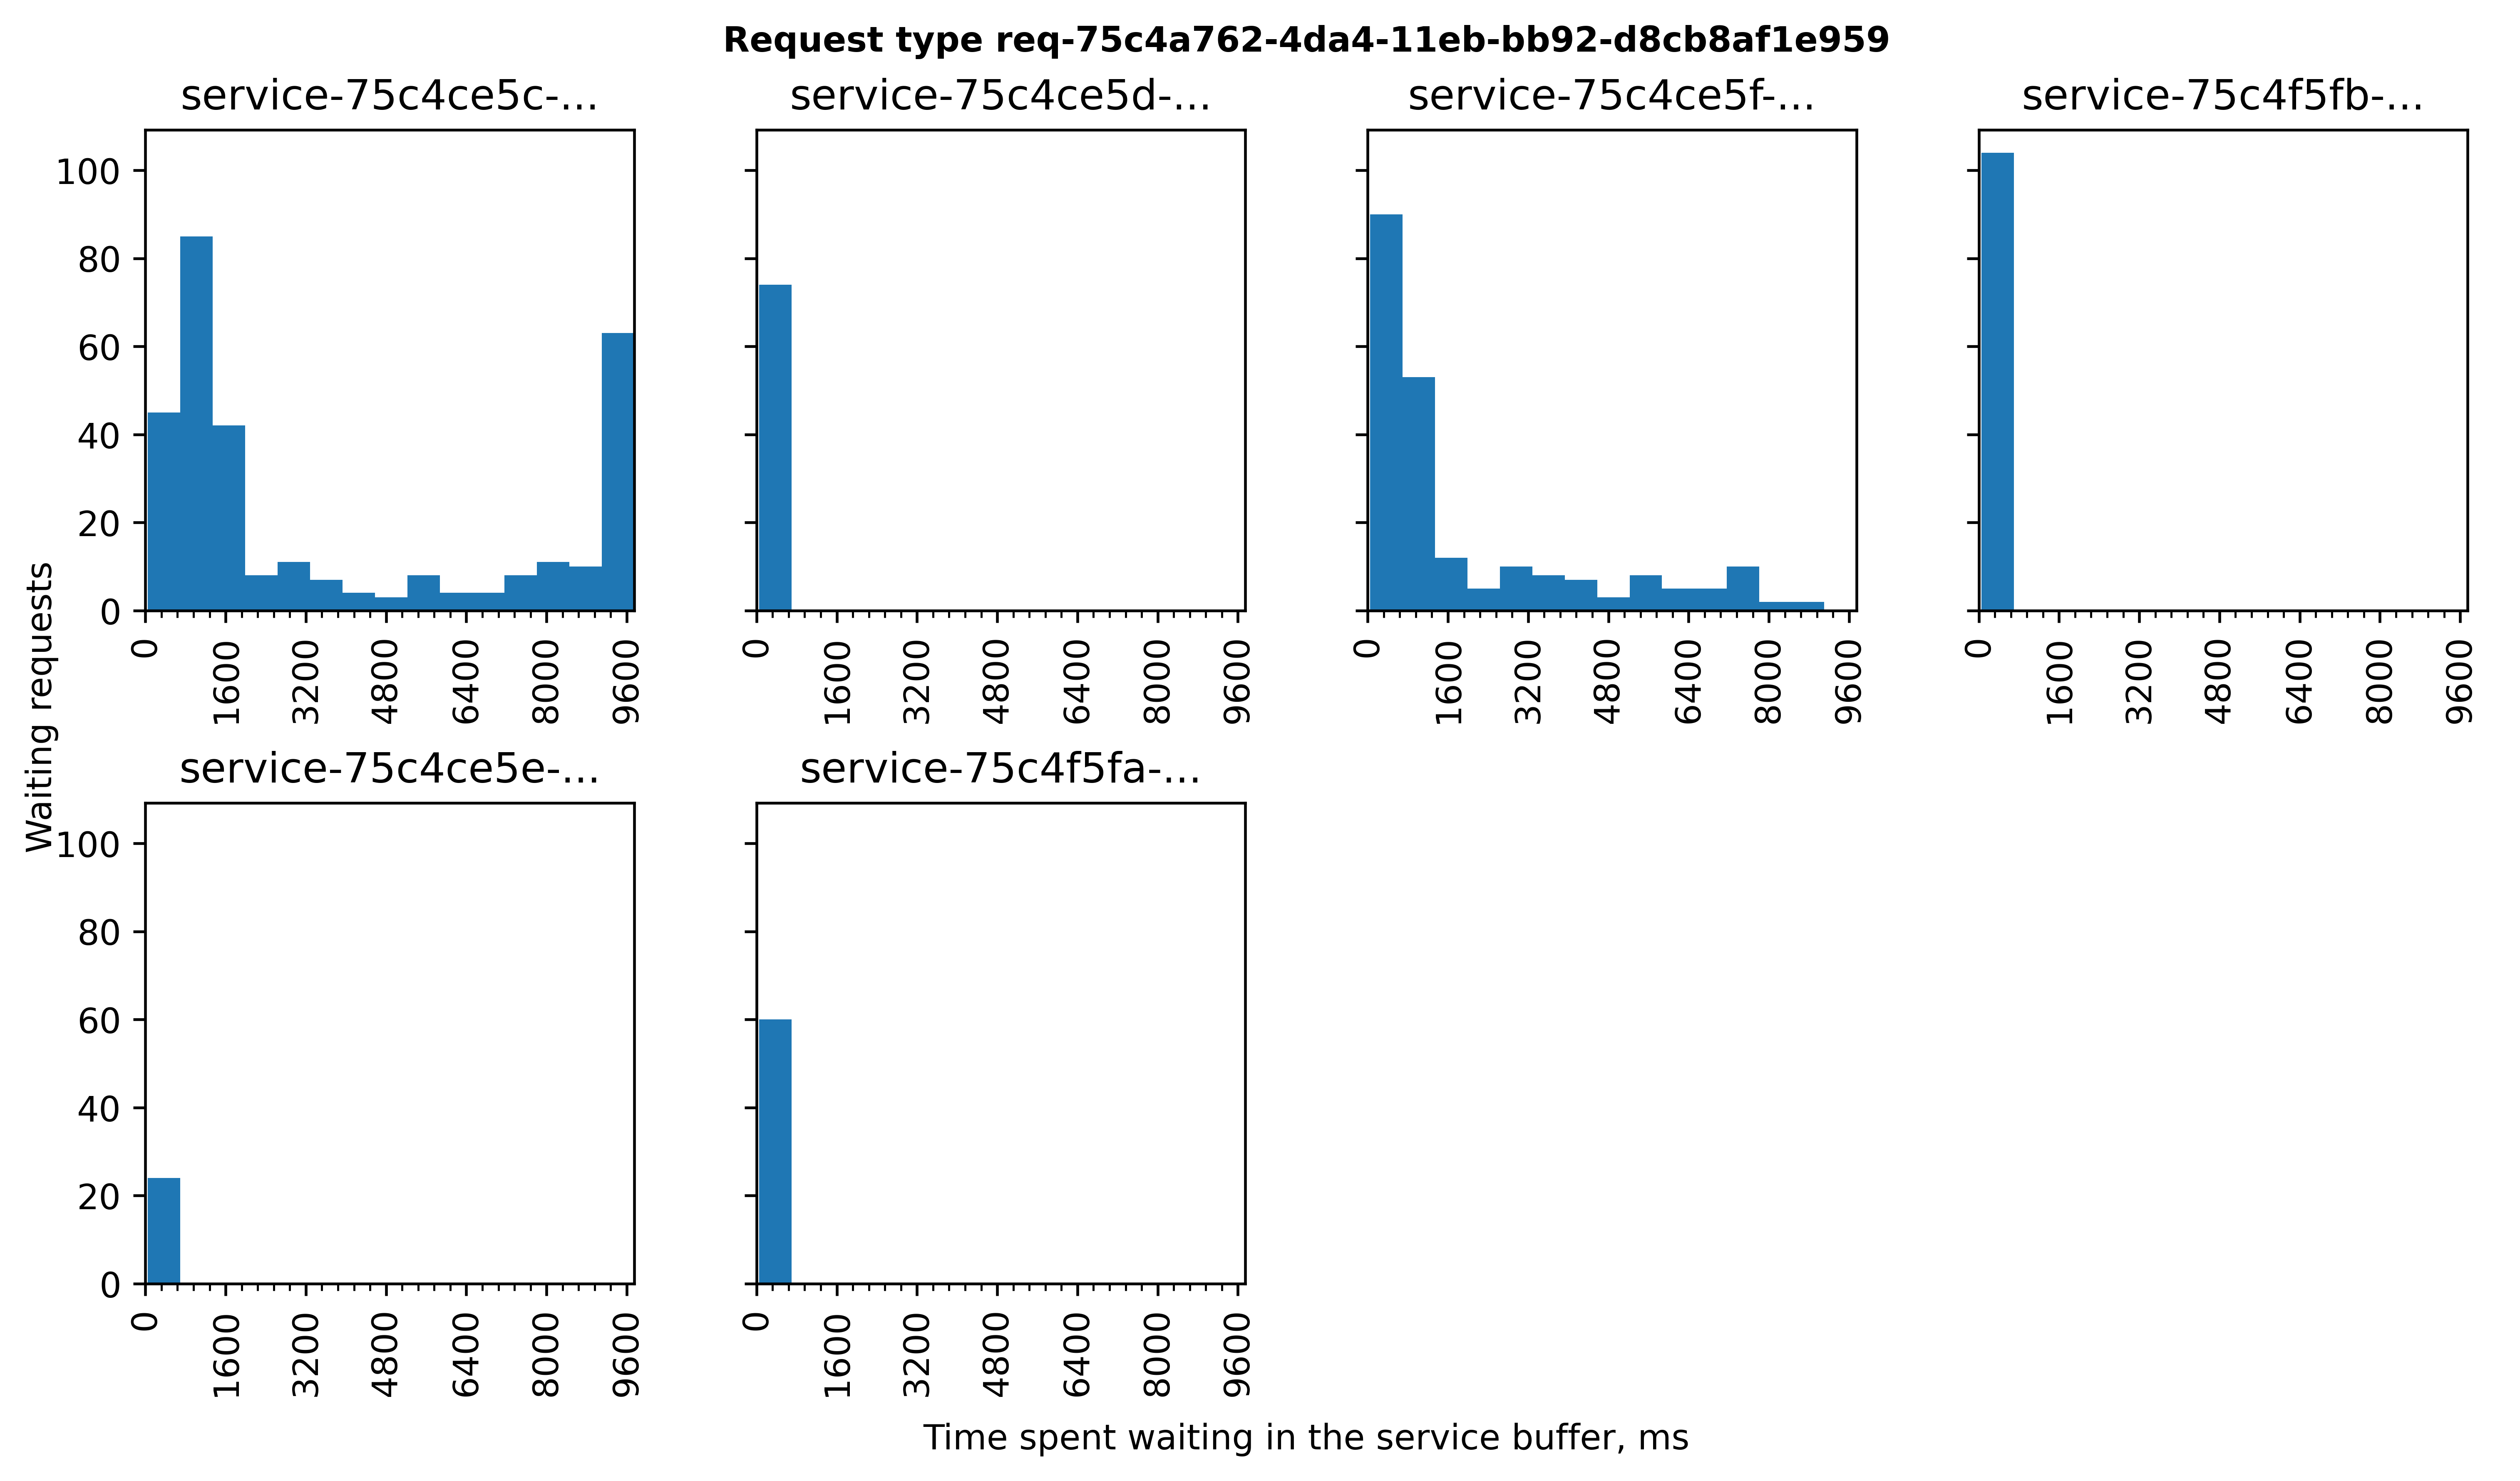 Request type req-75c4a762-4da4-11eb-bb92-d8cb8af1e959
service-75c4ce5c-...
service-75c4ce5d-...
service-75c4ce5f-...
service-75c4f5fb-...
100
80
60
40
20
0
0 1600 3200 4800 6400 8000 9600
0 1600 3200 4800 6400 8000 9600
0 1600 3200 4800 6400 8000 9600
0 1600 3200 4800 6400 8000 9600
Waiting requests
service-75c4ce5e-...
service-75c4f5fa-...
100
80
60
40
20
0
0 1600 3200 4800 6400 8000 9600
0 1600 3200 4800 6400 8000 9600
Time spent waiting in the service buffer, ms